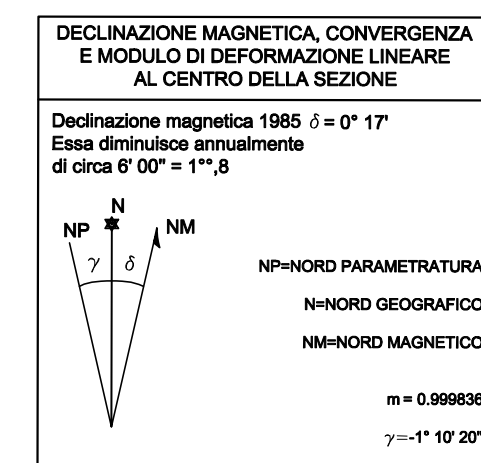 DECLINAZIONE MAGNETICA, CONVERGENZA
E MODULO DI DEFORMAZIONE LINEARE
AL CENTRO DELLA SEZIONE
Declinazione magnetica 1985 δ = 0° 17'
Essa diminuisce annualmente
di circa 6' 00" = 1°°,8
N
NP
NM
γ δ
NP=NORD PARAMETRATURA
N=NORD GEOGRAFICO
NM=NORD MAGNETICO
m = 0.999836
γ=-1° 10' 20"